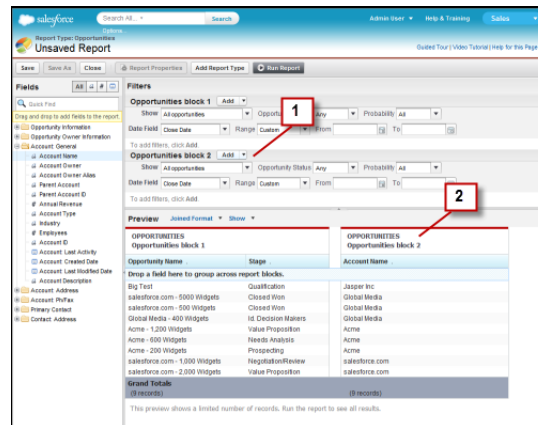 salesforce
Search All...
Search
Options...
Admin User
Help & Training
Sales
Report Type: Opportunities
Unsaved Report
Guided Tour | Video Tutorial | Help for this Page
Save
Save As
Close
Report Properties
Add Report Type
Run Report
Fields
All
#
Filters
Quick Find
Drag and drop to add fields to the report.
Opportunity Information
Opportunity Owner Information
Account: General
Account Name
Account Owner
Account Owner Alias
Parent Account
Parent Account ID
# Annual Revenue
Account Type
Industry
# Employees
Account ID
Account: Last Activity
Account: Created Date
Account: Last Modified Date
Account Description
Account: Address
Account: Ph/Fax
Primary Contact
Contact: Address
Opportunities block 1 Add
Show All opportunities Any Probability All
Date Field Close Date Range Custom From To
To add filters, click Add.
1
Opportunities block 2 Add
Show All opportunities Opportunity Status Any Probability All
Date Field Close Date Range Custom From To
To add filters, click Add.
2
Preview Joined Format Show
OPPORTUNITIES OPPORTUNITIES
Opportunities block 1 Opportunities block 2
Opportunity Name Stage Account Name
Drop a field here to group across report blocks.
Big Test Qualification Jasper Inc
salesforce.com - 5000 Widgets Closed Won Global Media
salesforce.com - 500 Widgets Closed Won Global Media
Global Media - 400 Widgets Id. Decision Makers Global Media
Acme - 1,200 Widgets Value Proposition Acme
Acme - 600 Widgets Needs Analysis Acme
Acme - 200 Widgets Prospecting Acme
salesforce.com - 1,000 Widgets Negotiation/Review salesforce.com
salesforce.com - 2,000 Widgets Value Proposition salesforce.com
Grand Totals
(9 records) (9 records)
This preview shows a limited number of records. Run the report to see all results.